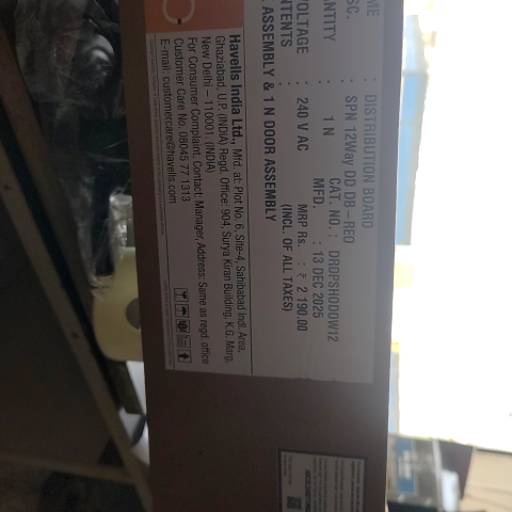 ME : DISTRIBUTION BOARD
SC. : SPN 12Way DD DB – REO
CAT. NO. : DRDPSHODOW12
NTITY : 1 N MFD. : 13 DEC 2025
VOLTAGE : 240 V AC MRP Rs. : ₹ 2 190.00
NTENTS : (INCL. OF ALL TAXES)
ASSEMBLY & 1 N DOOR ASSEMBLY
Havells India Ltd., Mfd. at: Plot No. 6, Site-4, Sahibabad indl. Area,
Ghaziabad, U.P. (INDIA) Regd. Office: 904, Surya Kiran Building, K.G. Marg,
New Delhi – 110001. (INDIA)
For Consumer Complaint, Contact: Manager, Address: Same as regd. office
Customer Care No. 08045 77 1313
E-mail: customercare@havells.com